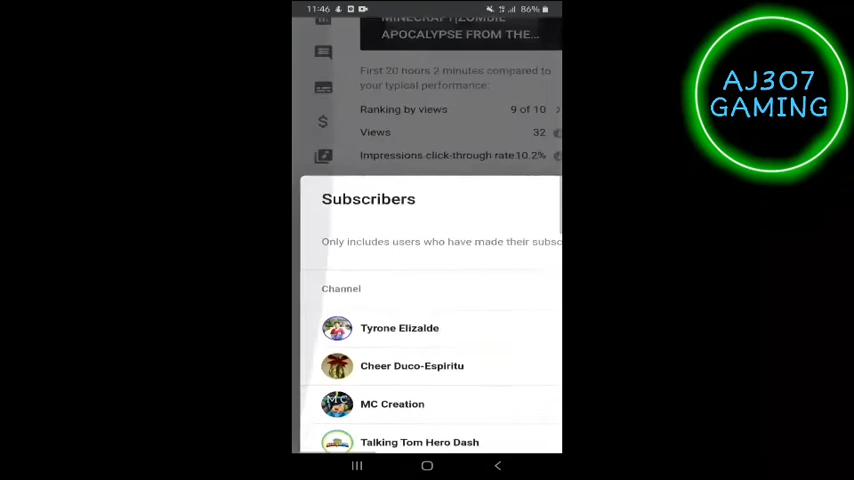 11:46
86%
MINECRAFT|ZOMBIE
APOCALYPSE FROM THE...
First 20 hours 2 minutes compared to
your typical performance:
Ranking by views 9 of 10
Views 32
Impressions click-through rate 10.2%
Subscribers
Only includes users who have made their subsc
Channel
Tyrone Elizalde
Cheer Duco-Espiritu
MC
MC Creation
Talking Tom Hero Dash
AJ307
GAMING